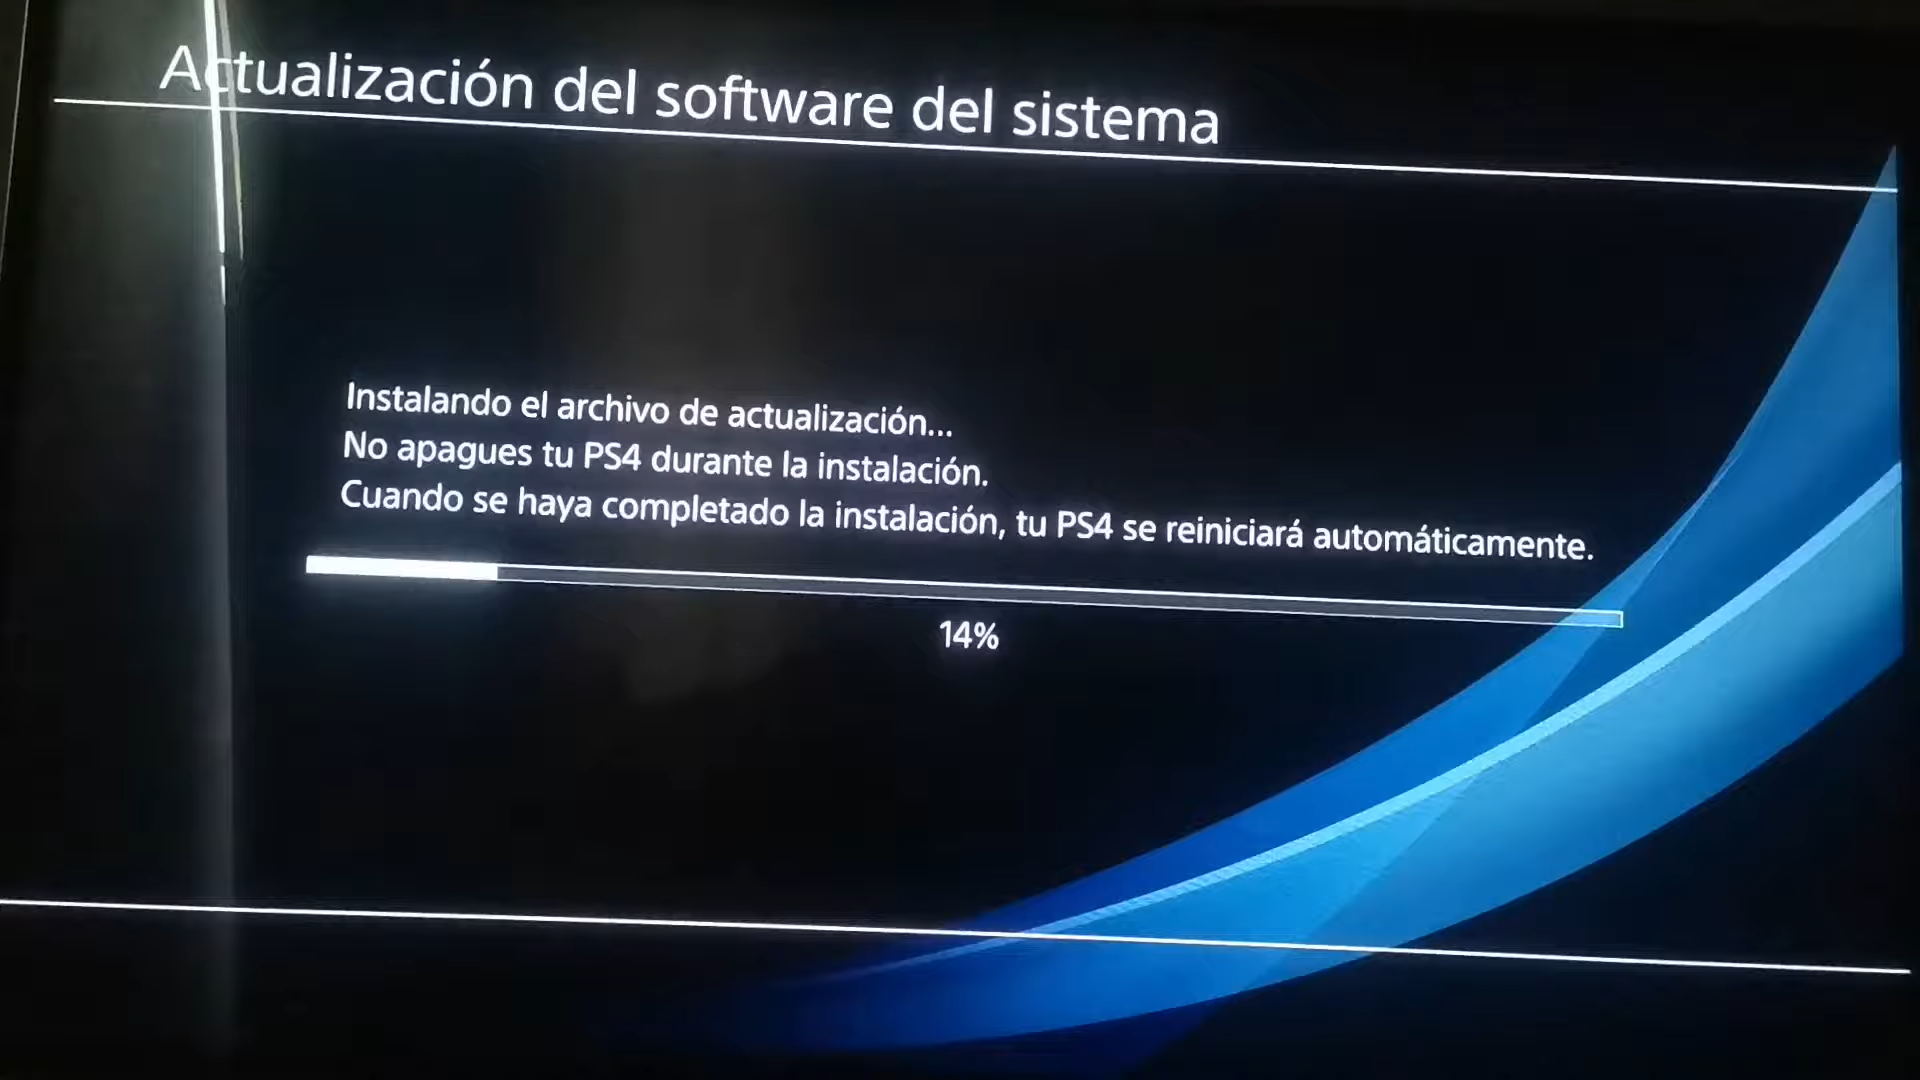 Actualización del software del sistema
Instalando el archivo de actualización...
No apagues tu PS4 durante la instalación.
Cuando se haya completado la instalación, tu PS4 se reiniciará automáticamente.
14%